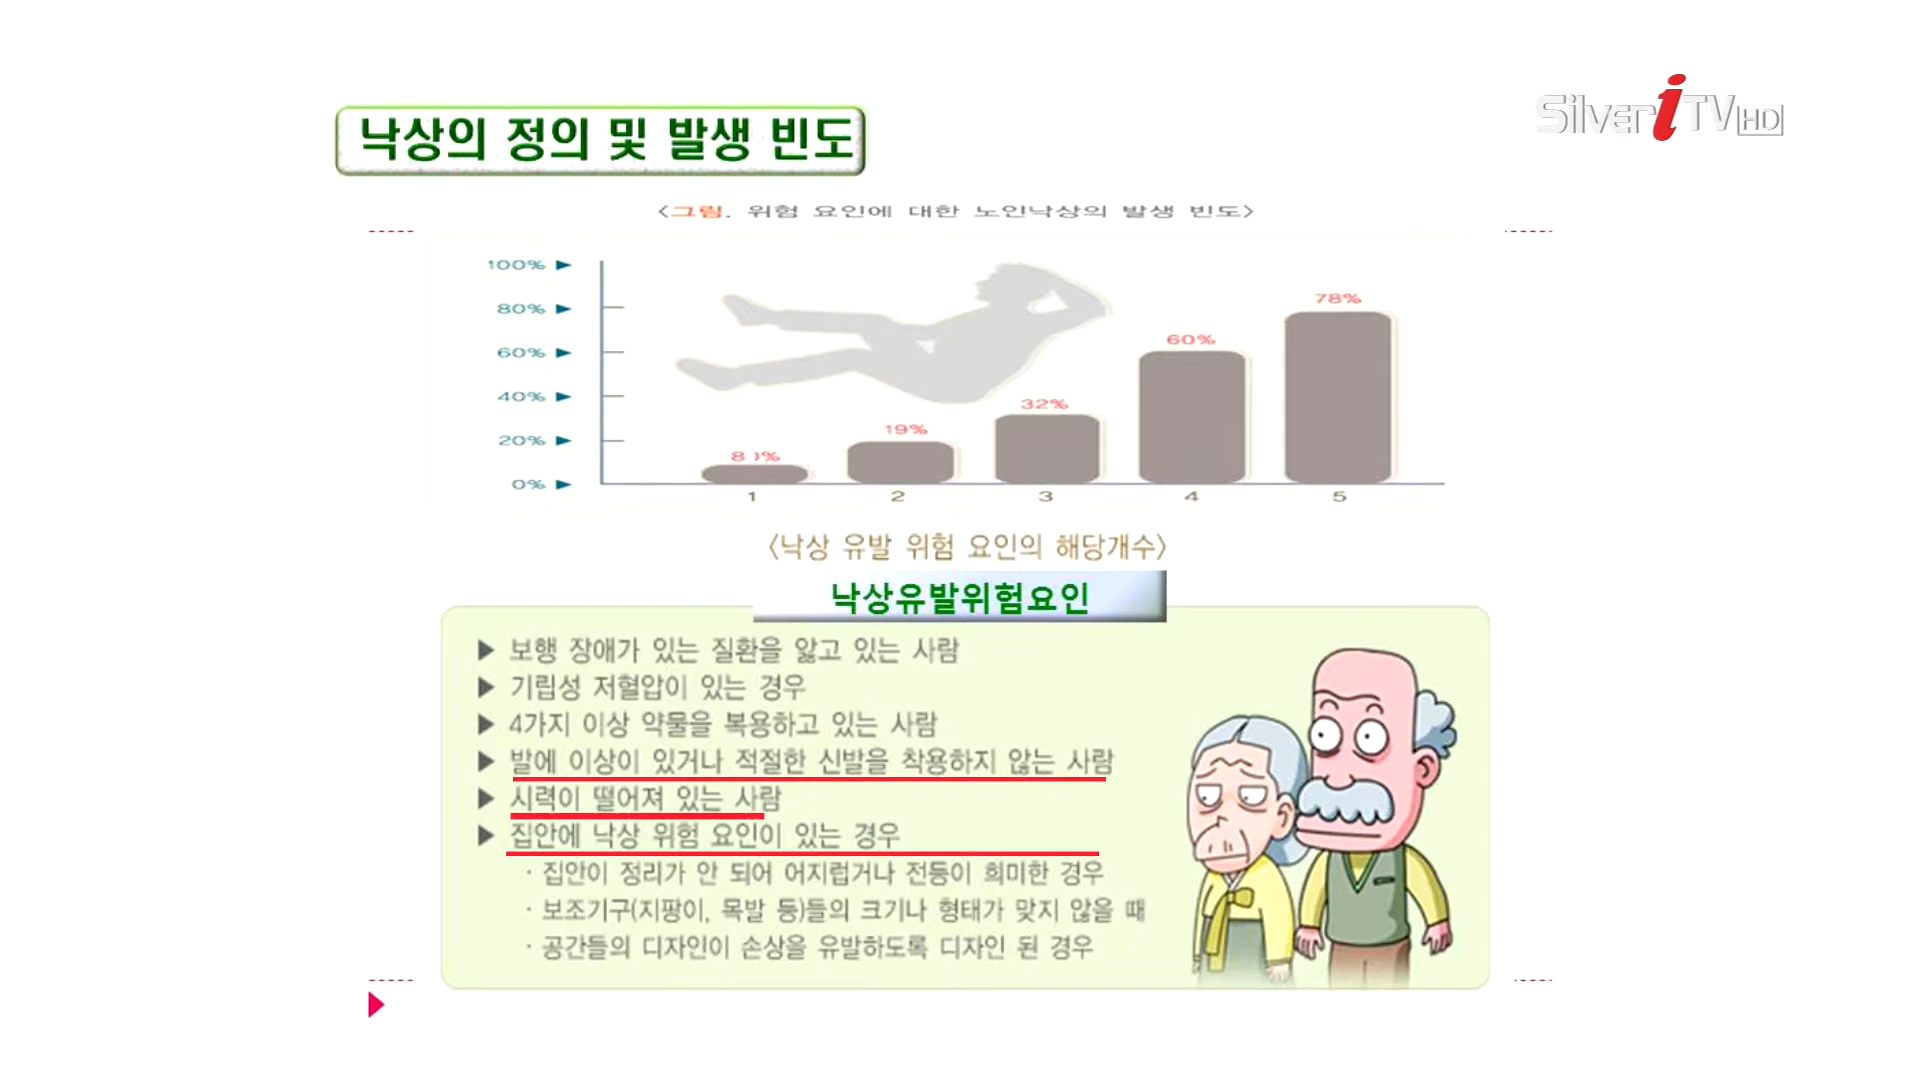 낙상의 정의 및 발생 빈도
Silver i TV HD
<그림. 위험 요인에 대한 노인낙상의 발생 빈도>
100% ▶
80% ▶
60% ▶
40% ▶
20% ▶
0% ▶
8 )%
19%
32%
60%
78%
1 2 3 4 5
<낙상 유발 위험 요인의 해당개수>
낙상유발위험요인
▶ 보행 장애가 있는 질환을 앓고 있는 사람
▶ 기립성 저혈압이 있는 경우
▶ 4가지 이상 약물을 복용하고 있는 사람
▶ 발에 이상이 있거나 적절한 신발을 착용하지 않는 사람
▶ 시력이 떨어져 있는 사람
▶ 집안에 낙상 위험 요인이 있는 경우
· 집안이 정리가 안 되어 어지럽거나 전등이 희미한 경우
· 보조기구(지팡이, 목발 등)들의 크기나 형태가 맞지 않을 때
· 공간들의 디자인이 손상을 유발하도록 디자인 된 경우